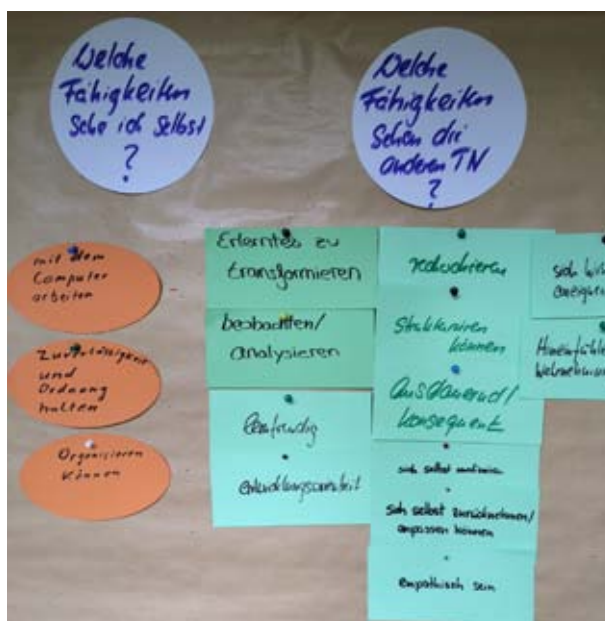 Welche
Fähigkeiten
sehe ich selbst
?
Welche
Fähigkeiten
sehen die
anderen TN
?
mit dem
Computer
arbeiten
Zuverlässigkeit
und
Ordnung
halten
Organisieren
können
Erlerntes zu
transformieren
beobachten/
analysieren
lernfreudig
reduzieren
Strukturieren
können
Ausdauernd/
konsequent
sich selbst
sich selbst zurücknehmen/
anpassen können
empathisch sein
sich